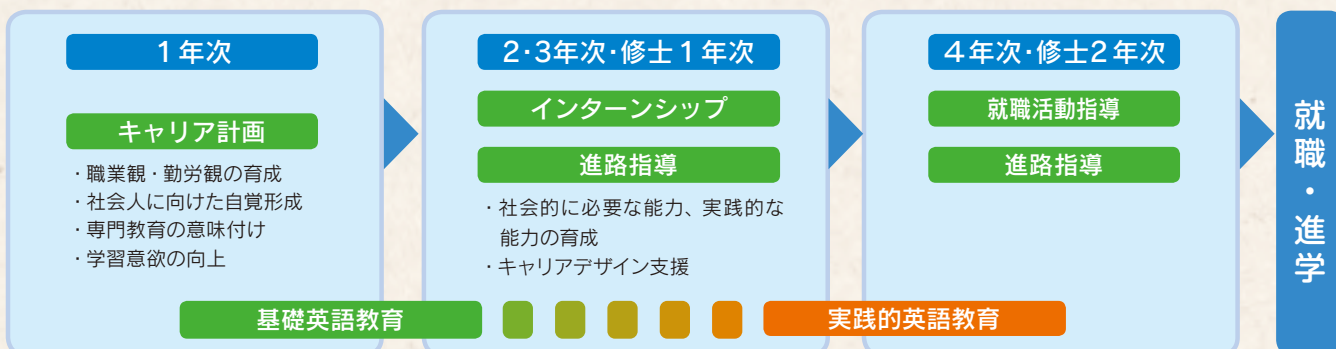 1年次
キャリア計画
・職業観・勤労観の育成
・社会人に向けた自覚形成
・専門教育の意味付け
・学習意欲の向上
2・3年次・修士1年次
インターンシップ
進路指導
・社会的に必要な能力、実践的な
能力の育成
・キャリアデザイン支援
4年次・修士2年次
就職活動指導
進路指導
基礎英語教育
実践的英語教育
就職・進学